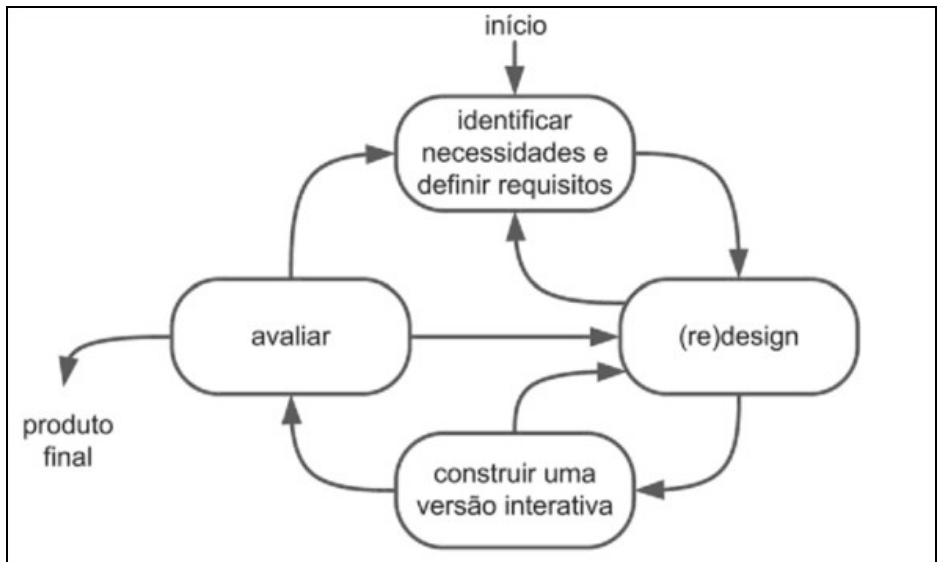 início
identificar
necessidades e
definir requisitos
avaliar
(re)design
produto
final
construir uma
versão interativa